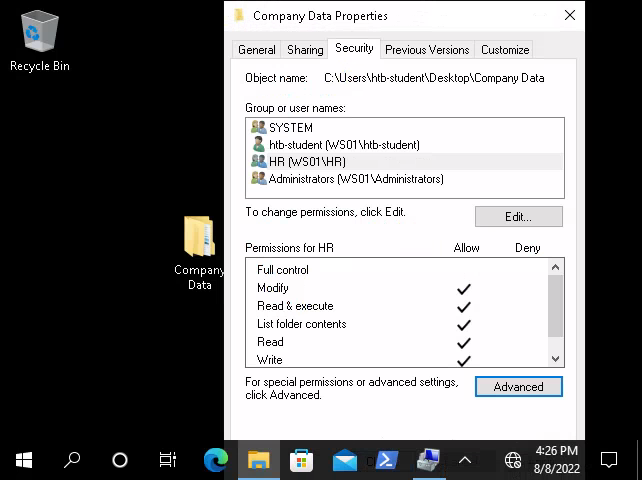 Company Data Properties
Recycle Bin
General
Sharing
Security
Previous Versions
Customize
Object name:
C:\Users\htb-student\Desktop\Company Data
Group or user names:
SYSTEM
htb-student (WS01\htb-student)
HR (WS01\HR)
Administrators (WS01\Administrators)
To change permissions, click Edit.
Edit...
Company
Data
Permissions for HR
Allow
Deny
Full control
Modify
Read & execute
List folder contents
Read
Write
For special permissions or advanced settings,
click Advanced.
Advanced
4:26 PM
8/8/2022